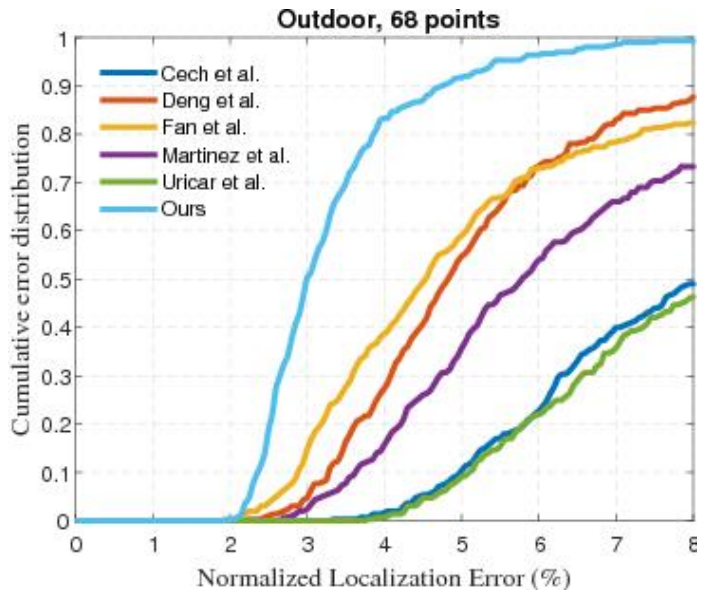 Outdoor, 68 points
Cumulative error distribution
1
0.9
0.8
0.7
0.6
0.5
0.4
0.3
0.2
0.1
0
Cech et al.
Deng et al.
Fan et al.
Martinez et al.
Uricar et al.
Ours
0 1 2 3 4 5 6 7 8
Normalized Localization Error (%)